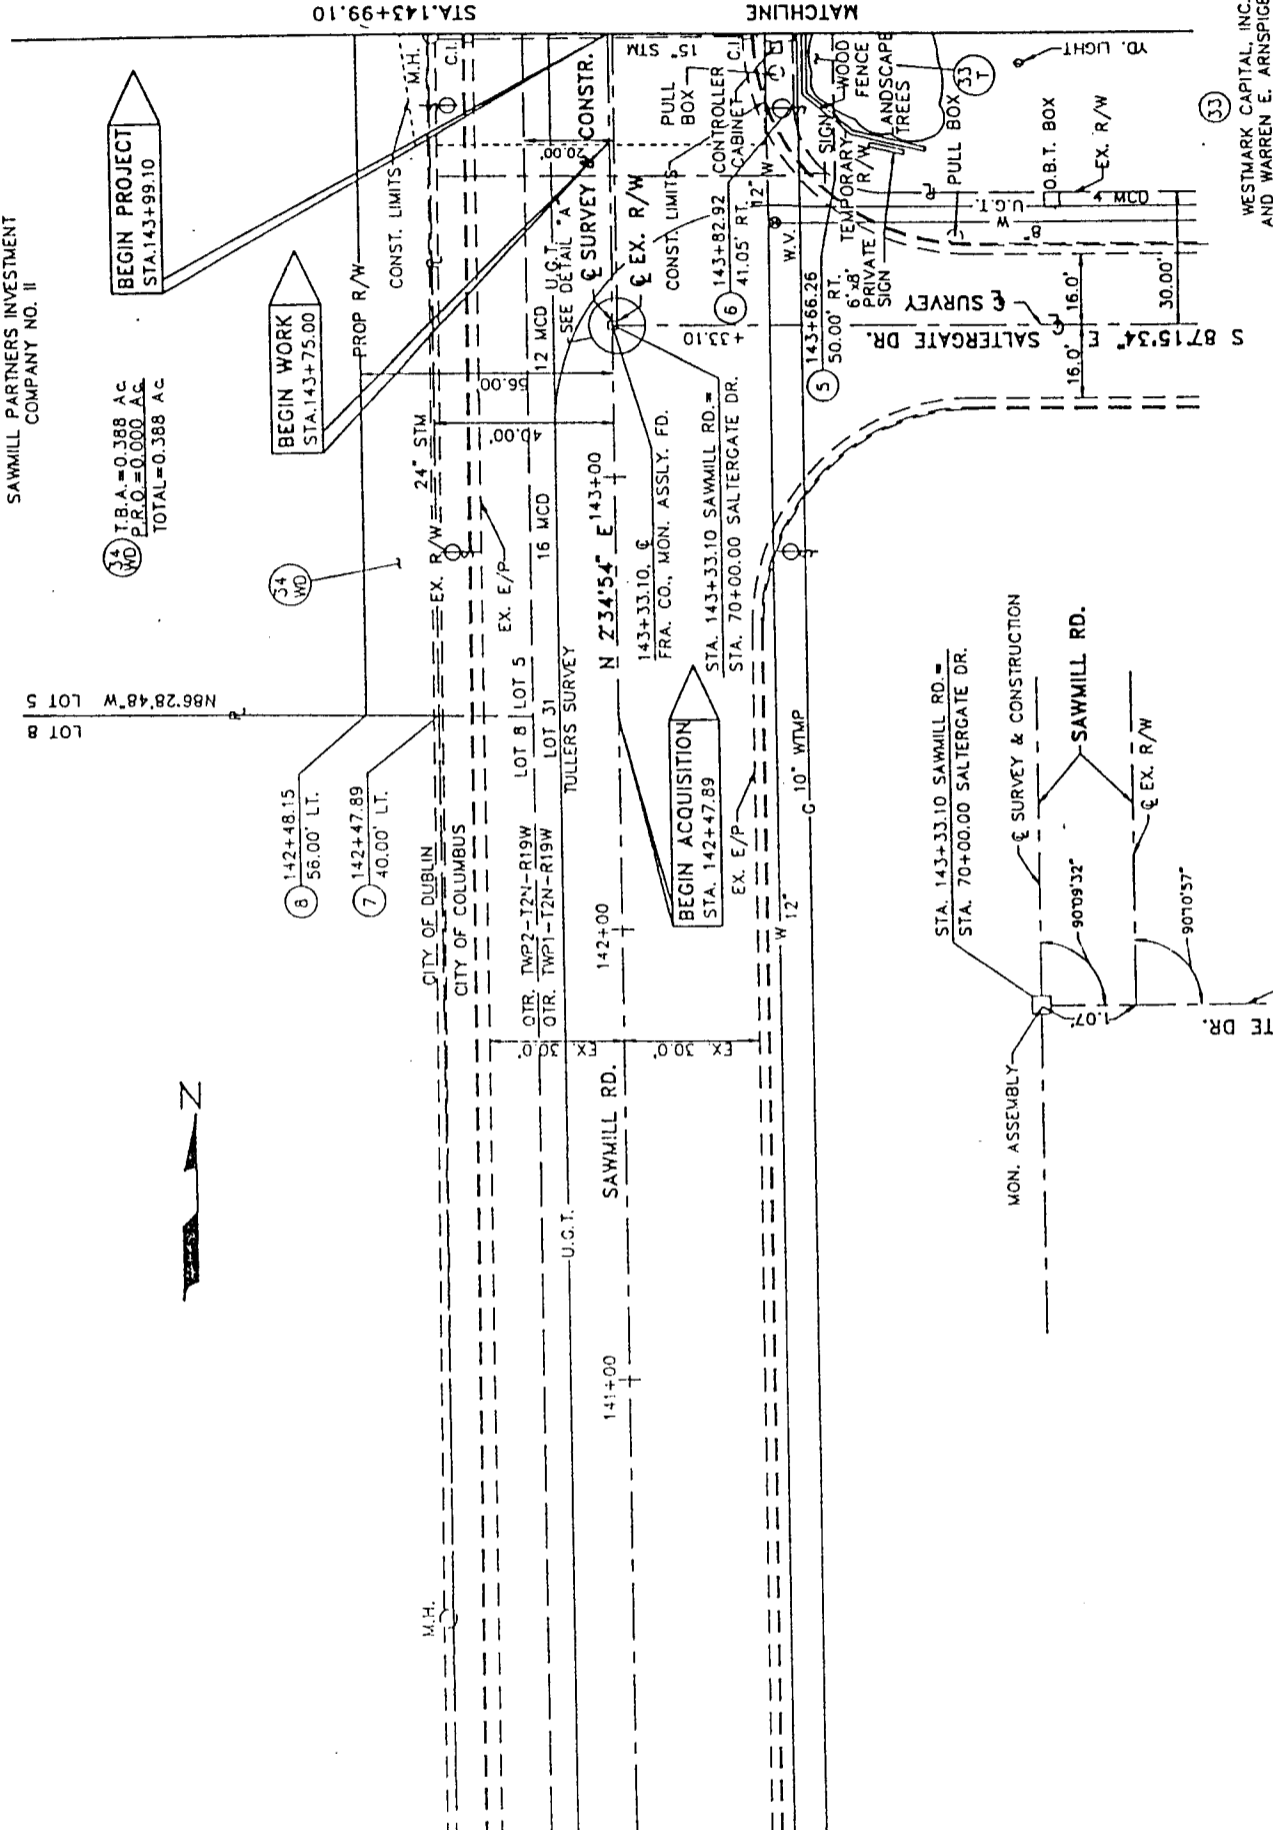 SAWMILL PARTNERS INVESTMENT
COMPANY NO. II
34
WD
T.B.A.=0.388 Ac.
P.R.O.=0.000 Ac.
TOTAL=0.388 Ac.
BEGIN PROJECT
STA.143+99.10
BEGIN WORK
STA.143+75.00
STA.143+99.10
MATCHLINE
LOT 8
LOT 5
N86°28'48"W
34
WD
PROP R/W
CONST. LIMITS
M.H.
C.I.
8
142+48.15
56.00' LT.
7
142+47.89
40.00' LT.
CITY OF DUBLIN
CITY OF COLUMBUS
EX. R/W
24" STM
EX. E/P
56.00'
40.00'
20.00'
QTR. TWP2-T2N-R19W
QTR. TWP1-T2N-R19W
LOT 8
LOT 5
LOT 31
TULLERS SURVEY
16 MCD
12 MCD
U.G.T.
SEE DETAIL "A"
℄ SURVEY & CONSTR.
℄ EX. R/W
15" STM
PULL
BOX
C.I.
CONST. LIMITS
CONTROLLER
CABINET
M.H.
U.G.T.
SAWMILL RD.
EX. 30.0'
EX. 30.0'
141+00
142+00
143+00
N 2°34'54" E
143+33.10, ℄
FRA. CO., MON. ASSLY. FD.
STA. 143+33.10 SAWMILL RD.=
STA. 70+00.00 SALTERGATE DR.
+33.10
BEGIN ACQUISITION
STA. 142+47.89
EX. E/P
W 12"
G 10" WTMP
6
143+82.92
41.05' RT.
12" W
W.V.
5
143+66.26
50.00' RT.
6'x8'
PRIVATE
SIGN
TEMPORARY
R/W
SIGN
WOOD
FENCE
LANDSCAPE
TREES
33
T
PULL BOX
O.B.T. BOX
EX. R/W
YD. LIGHT
U.G.T.
4 MCD
W
8"
℄ SURVEY
SALTERGATE DR.
S 87°15'34" E
16.0'
16.0'
30.00'
33
WESTMARK CAPITAL, INC.
AND WARREN E.
STA. 143+33.10 SAWMILL RD.=
STA. 70+00.00 SALTERGATE DR.
℄ SURVEY & CONSTRUCTION
SAWMILL RD.
℄ EX. R/W
MON. ASSEMBLY
90°09'32"
90°10'57"
1.07'
DR.